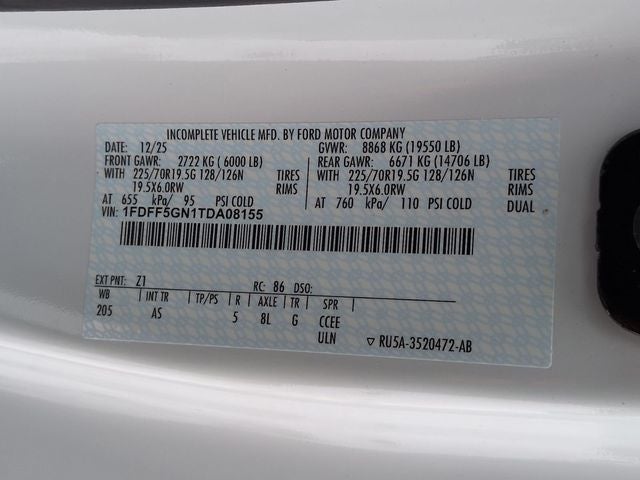 INCOMPLETE VEHICLE MFD. BY FORD MOTOR COMPANY
DATE: 12/25 GVWR: 8868 KG (19550 LB)
FRONT GAWR: 2722 KG ( 6000 LB) REAR GAWR: 6671 KG (14706 LB)
WITH 225/70R19.5G 128/126N TIRES WITH 225/70R19.5G 128/126N TIRES
19.5X6.0RW RIMS 19.5X6.0RW RIMS
AT 655 kPa/ 95 PSI COLD AT 760 kPa/ 110 PSI COLD DUAL
VIN: 1FDFF5GN1TDA08155
EXT PNT: Z1 RC: 86 DSO:
WB INT TR TP/PS R AXLE TR SPR
205 AS 5 8L G CCEE
ULN ▽ RU5A-3520472-AB